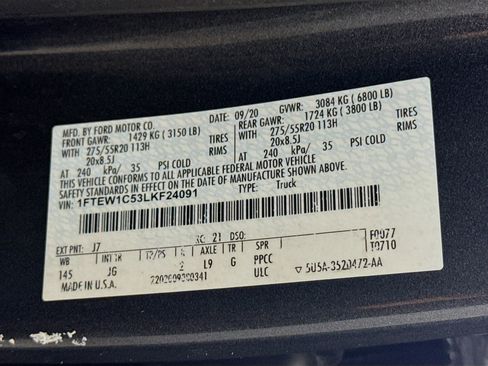 MFD. BY FORD MOTOR CO. 09/20 GVWR: 3084 KG ( 6800 LB)
FRONT GAWR: 1429 KG ( 3150 LB) REAR GAWR: 1724 KG ( 3800 LB)
WITH 275/55R20 113H TIRES WITH 275/55R20 113H TIRES
20x8.5J RIMS 20x8.5J RIMS
AT 240 kPa/ 35 PSI COLD AT 240 kPa/ 35 PSI COLD
THIS VEHICLE CONFORMS TO ALL APPLICABLE FEDERAL MOTOR VEHICLE
SAFETY STANDARDS IN EFFECT ON THE DATE OF MANUFACTURE SHOWN ABOVE.
VIN: 1FTEW1C53LKF24091 TYPE: Truck
EXT PNT: J7 RC: 21 DSO: F0077
WB INT TR TP/PS R AXLE TR SPR T0710
145 JG 2 L9 G PPCC
MADE IN U.S.A. ULC ▽ 5U5A-3520472-AA